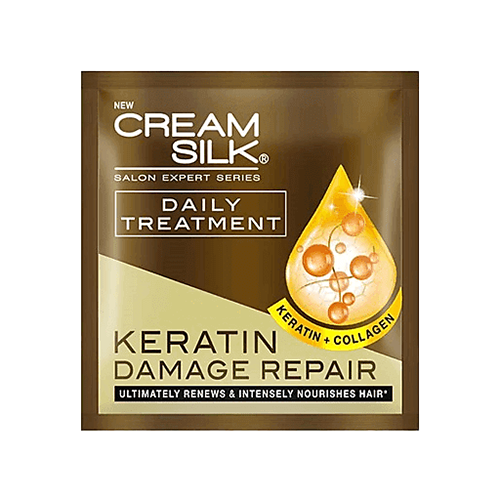 NEW
CREAM
SILK®
SALON EXPERT SERIES
DAILY
TREATMENT
KERATIN + COLLAGEN
KERATIN
DAMAGE REPAIR
ULTIMATELY RENEWS & INTENSELY NOURISHES HAIR*